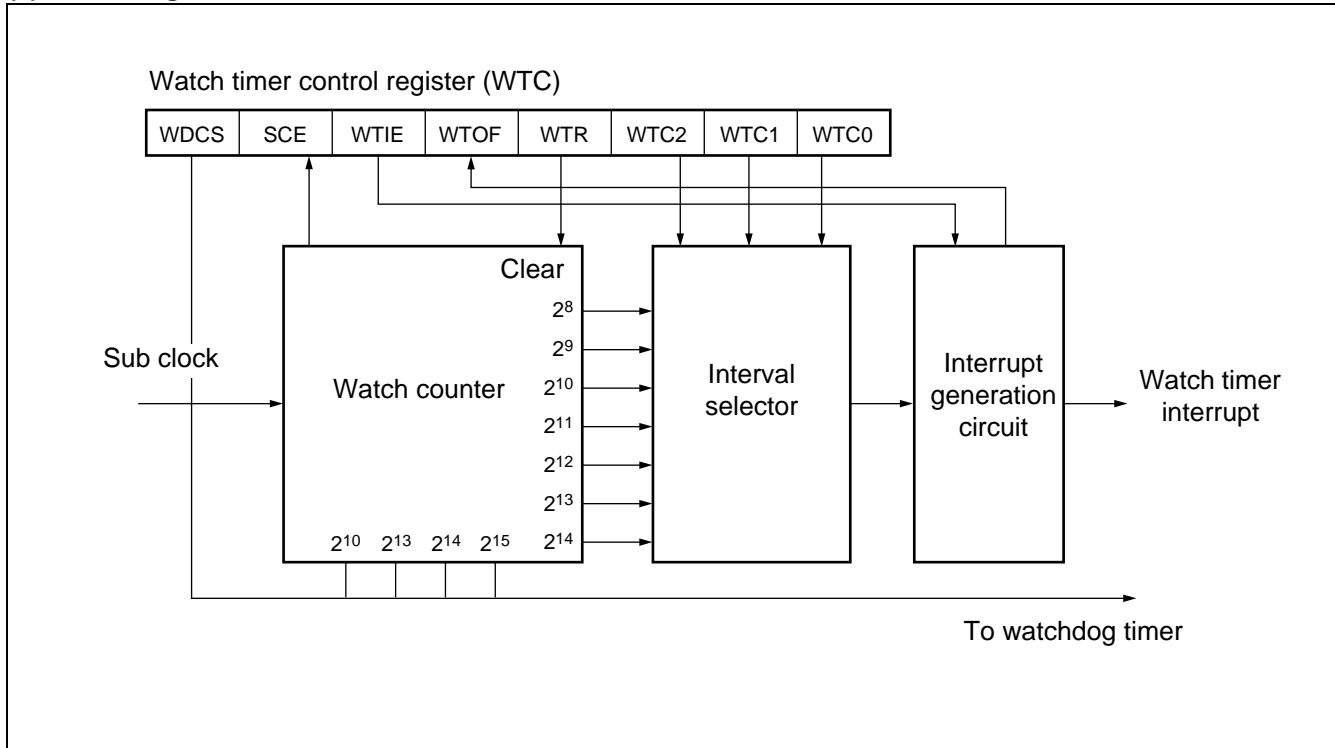 Watch timer control register (WTC)
WDCS SCE WTIE WTOF WTR WTC2 WTC1 WTC0
Clear
2⁸
2⁹
2¹⁰
2¹¹
2¹²
2¹³
2¹⁴
Sub clock
Watch counter
2¹⁰ 2¹³ 2¹⁴ 2¹⁵
Interval
selector
Interrupt
generation
circuit
Watch timer
interrupt
To watchdog timer